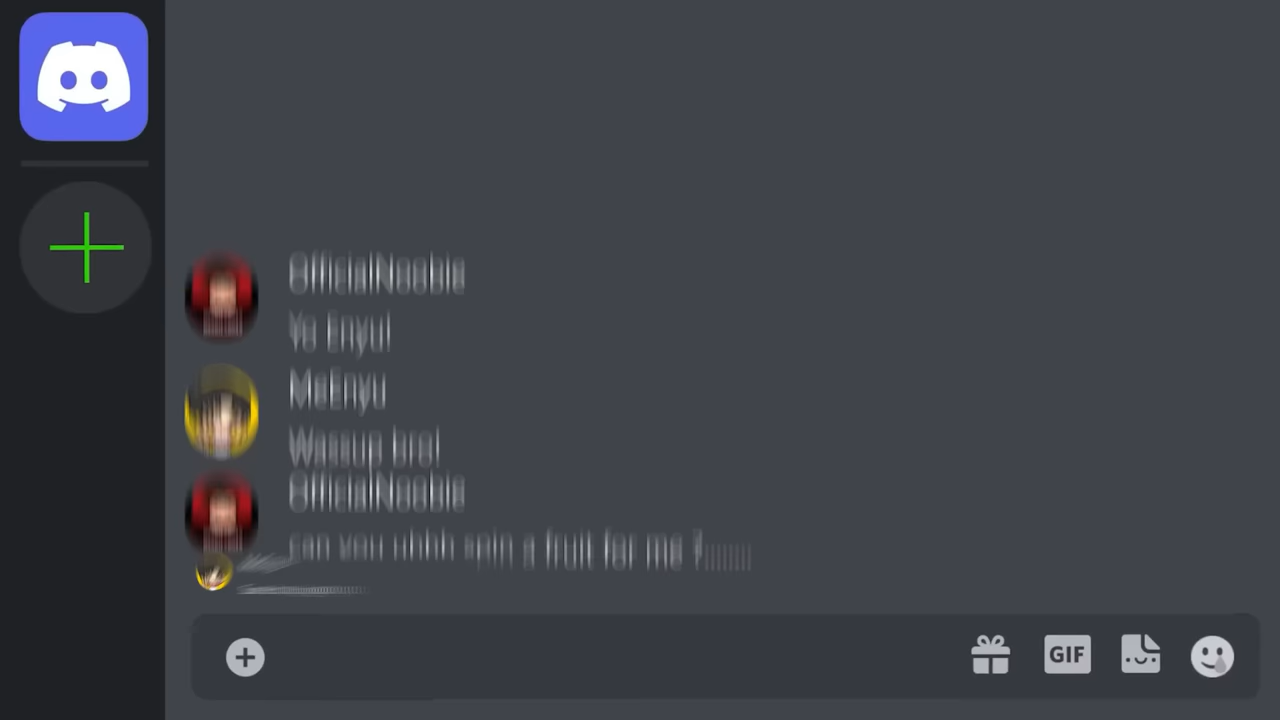 OfficialNoobie
Yo Enyu!
MeEnyu
Wassup bro!
OfficialNoobie
can you uhhh spin a fruit for me ?
GIF